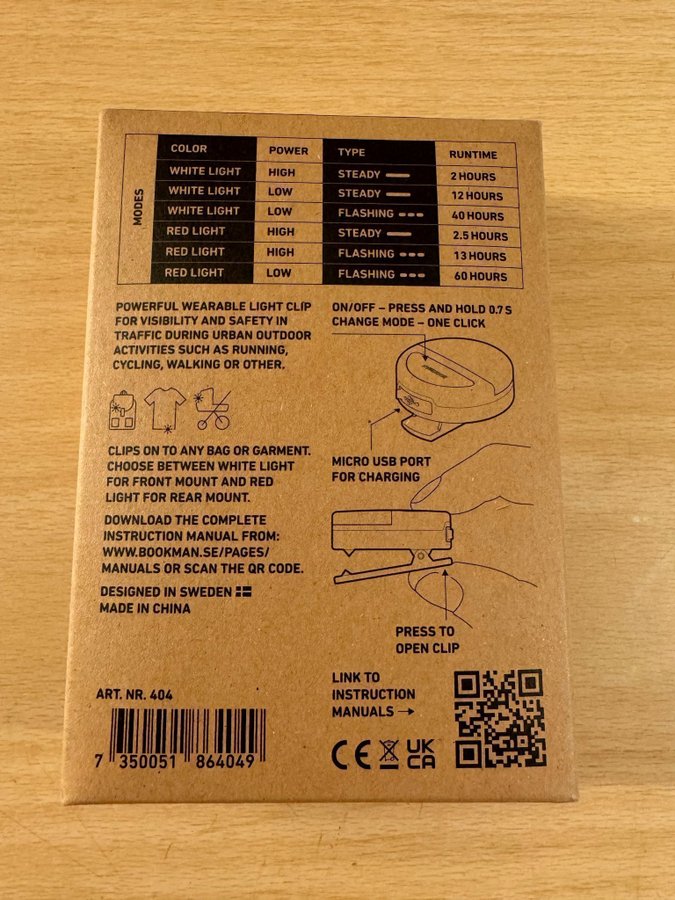 MODES
COLOR POWER TYPE RUNTIME
WHITE LIGHT HIGH STEADY 2 HOURS
WHITE LIGHT LOW STEADY 12 HOURS
WHITE LIGHT LOW FLASHING 40 HOURS
RED LIGHT HIGH STEADY 2.5 HOURS
RED LIGHT HIGH FLASHING 13 HOURS
RED LIGHT LOW FLASHING 60 HOURS
POWERFUL WEARABLE LIGHT CLIP
FOR VISIBILITY AND SAFETY IN
TRAFFIC DURING URBAN OUTDOOR
ACTIVITIES SUCH AS RUNNING,
CYCLING, WALKING OR OTHER.
CLIPS ON TO ANY BAG OR GARMENT.
CHOOSE BETWEEN WHITE LIGHT
FOR FRONT MOUNT AND RED
LIGHT FOR REAR MOUNT.
DOWNLOAD THE COMPLETE
INSTRUCTION MANUAL FROM:
WWW.BOOKMAN.SE/PAGES/
MANUALS OR SCAN THE QR CODE.
DESIGNED IN SWEDEN
MADE IN CHINA
ON/OFF – PRESS AND HOLD 0.7 S
CHANGE MODE – ONE CLICK
MICRO USB PORT
FOR CHARGING
PRESS TO
OPEN CLIP
ART. NR. 404
7 350051 864049
LINK TO
INSTRUCTION
MANUALS →
CE UK
CA